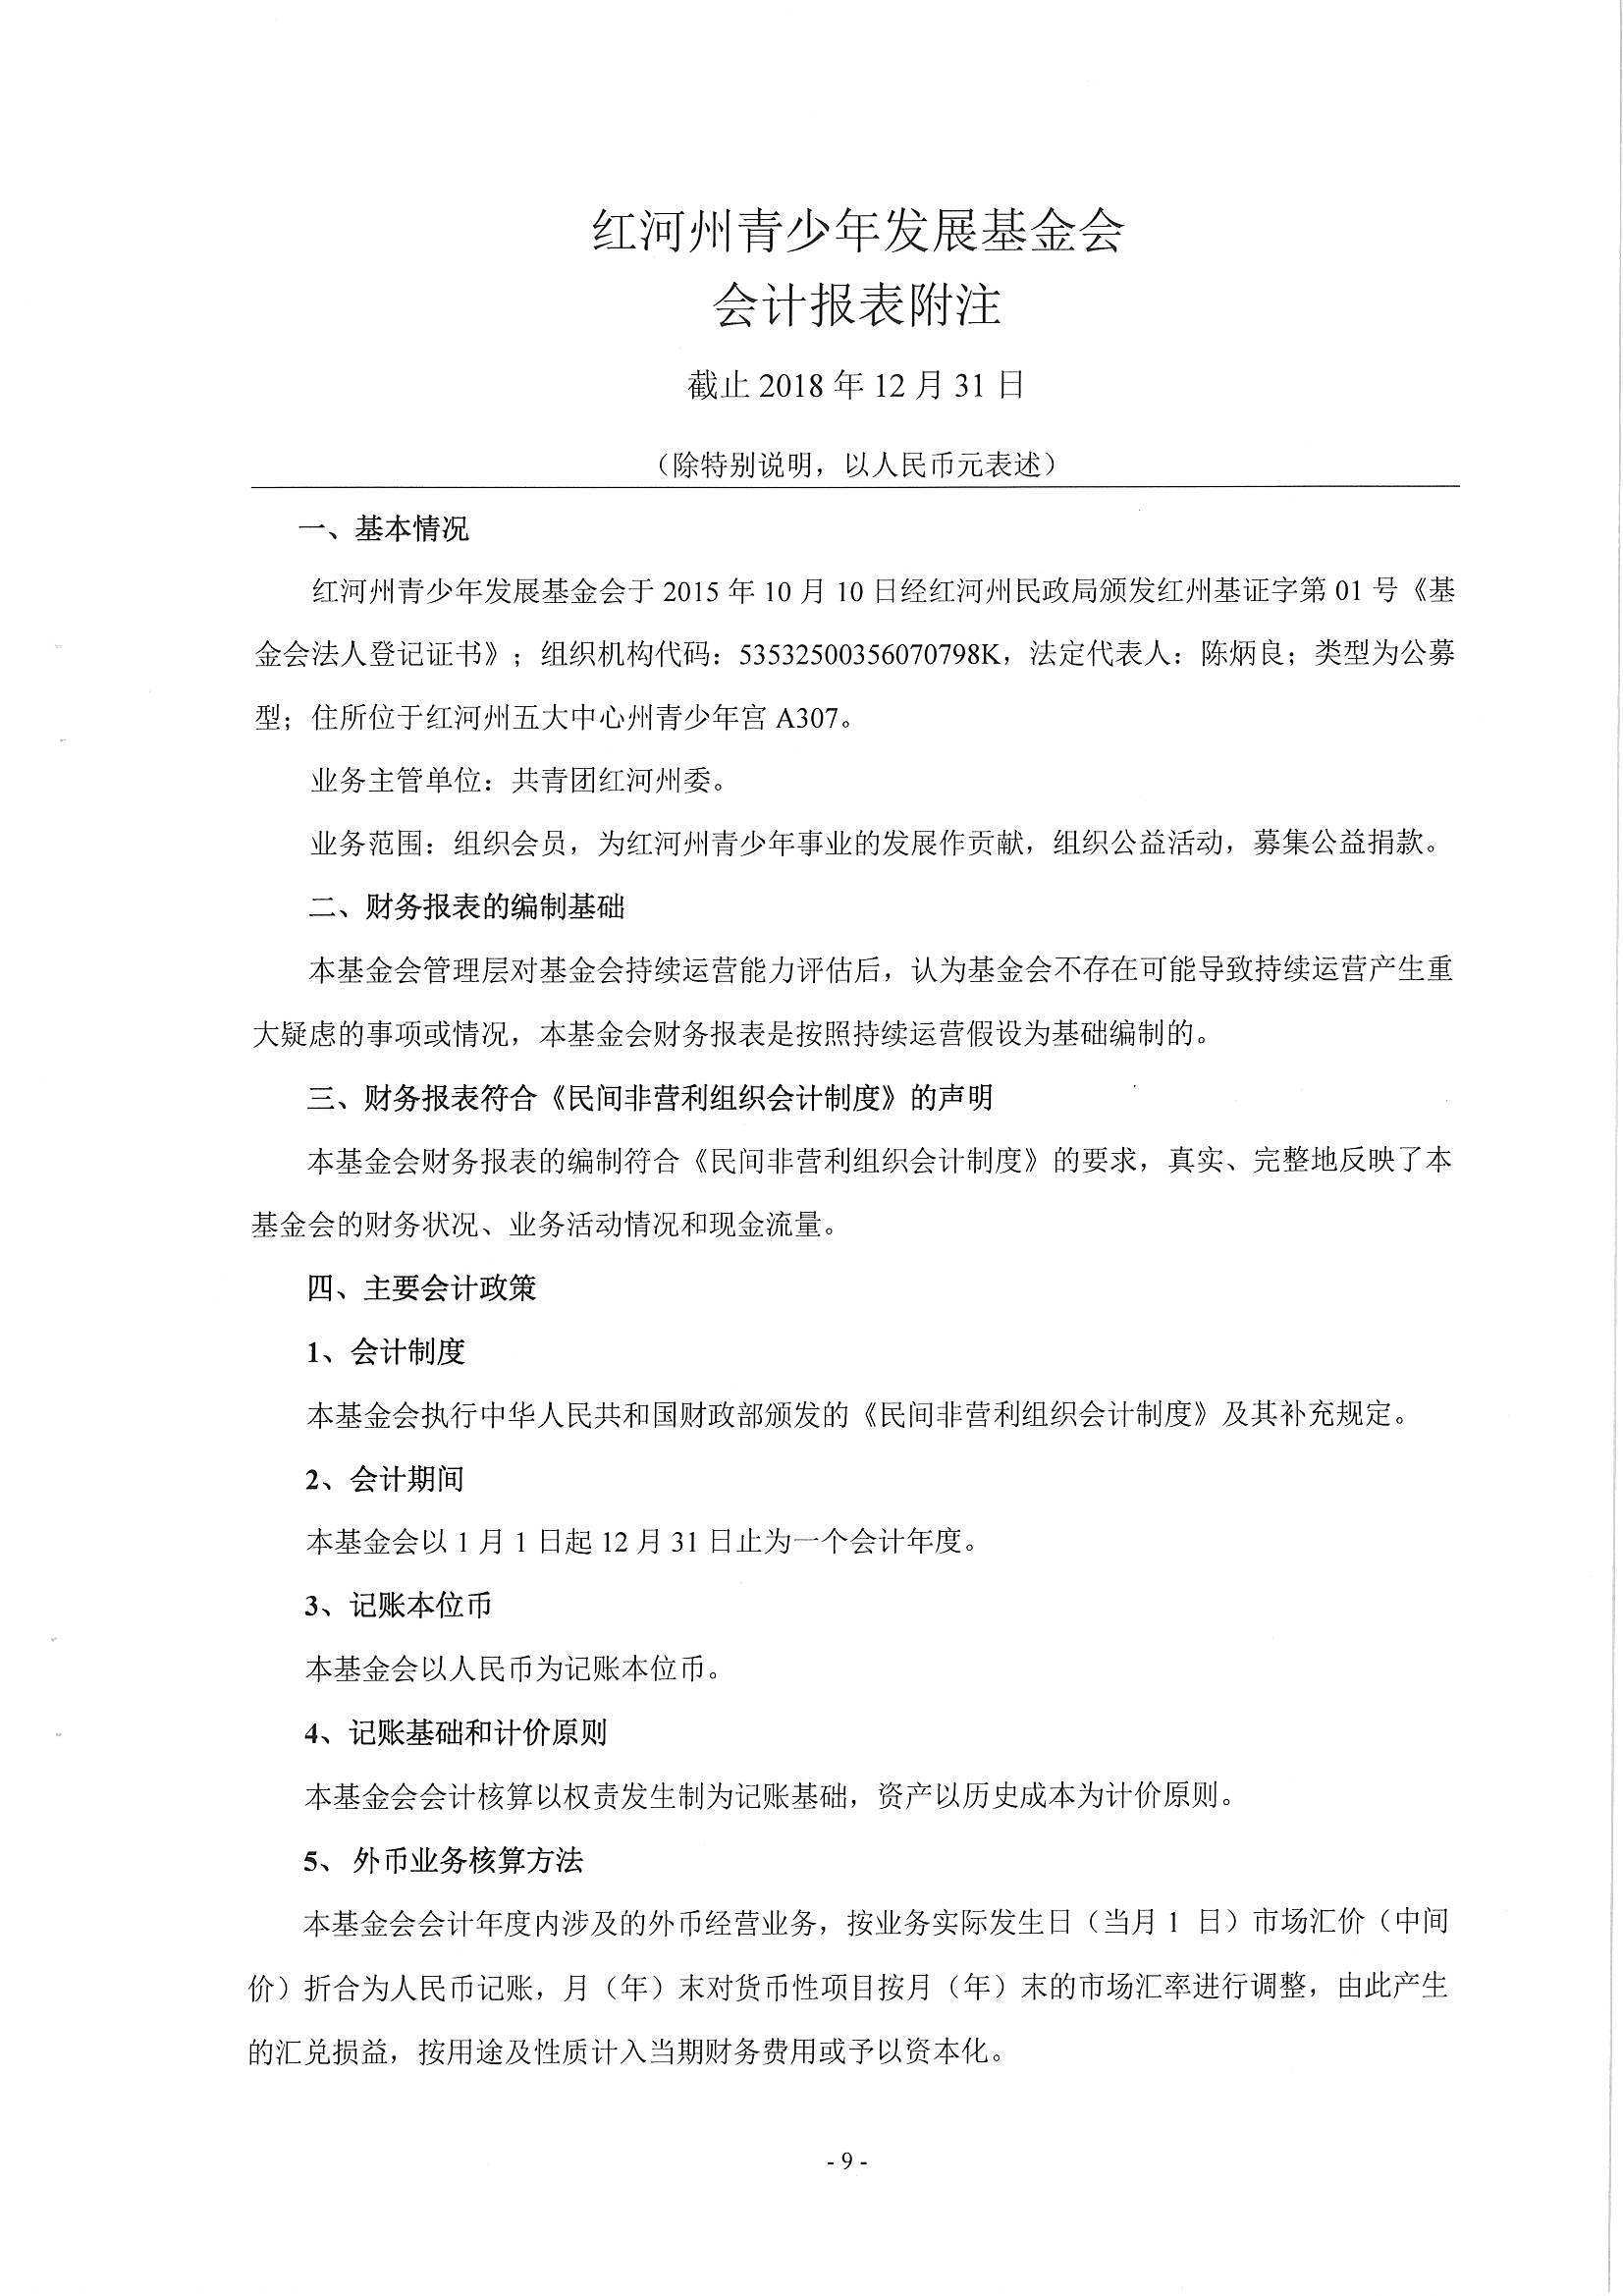 红河州青少年发展基金会
会计报表附注
截止 2018 年 12 月 31 日
（除特别说明，以人民币元表述）
一、基本情况
红河州青少年发展基金会于 2015 年 10 月 10 日经红河州民政局颁发红州基证字第 01 号《基
金会法人登记证书》；组织机构代码：53532500356070798K，法定代表人：陈炳良；类型为公募
型；住所位于红河州五大中心州青少年宫 A307。
业务主管单位：共青团红河州委。
业务范围：组织会员，为红河州青少年事业的发展作贡献，组织公益活动，募集公益捐款。
二、财务报表的编制基础
本基金会管理层对基金会持续运营能力评估后，认为基金会不存在可能导致持续运营产生重
大疑虑的事项或情况，本基金会财务报表是按照持续运营假设为基础编制的。
三、财务报表符合《民间非营利组织会计制度》的声明
本基金会财务报表的编制符合《民间非营利组织会计制度》的要求，真实、完整地反映了本
基金会的财务状况、业务活动情况和现金流量。
四、主要会计政策
1、会计制度
本基金会执行中华人民共和国财政部颁发的《民间非营利组织会计制度》及其补充规定。
2、会计期间
本基金会以 1 月 1 日起 12 月 31 日止为一个会计年度。
3、记账本位币
本基金会以人民币为记账本位币。
4、记账基础和计价原则
本基金会会计核算以权责发生制为记账基础，资产以历史成本为计价原则。
5、 外币业务核算方法
本基金会会计年度内涉及的外币经营业务，按业务实际发生日（当月 1 日）市场汇价（中间
价）折合为人民币记账，月（年）末对货币性项目按月（年）末的市场汇率进行调整，由此产生
的汇兑损益，按用途及性质计入当期财务费用或予以资本化。
- 9 -